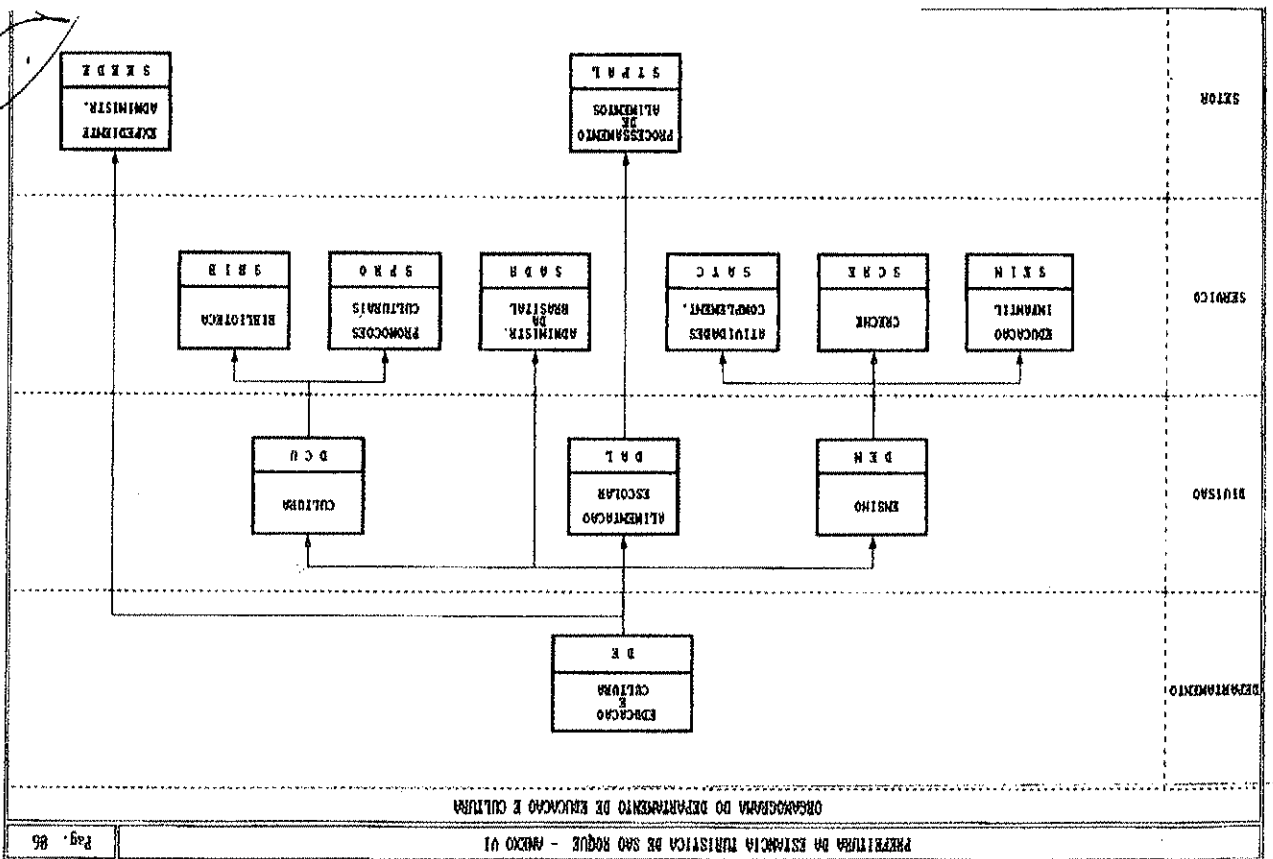 PREFEITURA DA ESTANCIA TURISTICA DE SAO ROQUE - ANEXO VI
Pag. 06
ORGANOGRAMA DO DEPARTAMENTO DE EDUCACAO E CULTURA
DEPARTAMENTO
EDUCACAO
E
CULTURA
D E
DIVISAO
ENSINO
D E N
ALIMENTACAO
ESCOLAR
D A L
CULTURA
D C U
SERVICO
EDUCACAO
INFANTIL
S E I N
CRECHE
S C R E
ATIVIDADES
COMPLEMENT.
S A T C
ADMINISTR.
DA
BRASITAL
S A D B
PROMOCOES
CULTURAIS
S P R O
BIBLIOTECA
S B I B
SETOR
PROCESSAMENTO
DE
ALIMENTOS
S T P A L
EXPEDIENTE
ADMINISTR.
S E E D E